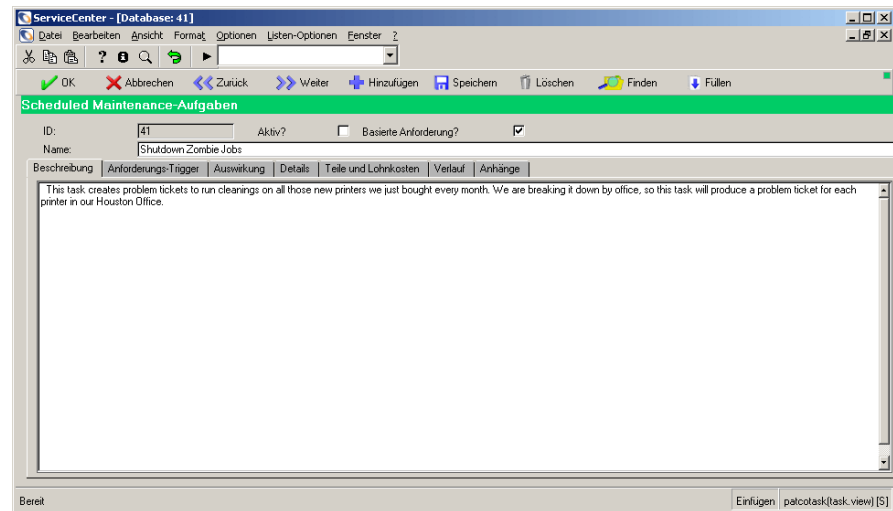 ServiceCenter - [Database: 41]
Datei Bearbeiten Ansicht Format Optionen Listen-Optionen Fenster ?
OK Abbrechen Zurück Weiter Hinzufügen Speichern Löschen Finden Füllen
Scheduled Maintenance-Aufgaben
ID: 41 Aktiv? Basierte Anforderung?
Name: Shutdown Zombie Jobs
Beschreibung Anforderungs-Trigger Auswirkung Details Teile und Lohnkosten Verlauf Anhänge
This task creates problem tickets to run cleanings on all those new printers we just bought every month. We are breaking it down by office, so this task will produce a problem ticket for each
printer in our Houston Office.
Bereit Einfügen patcotask(task.view) [S]